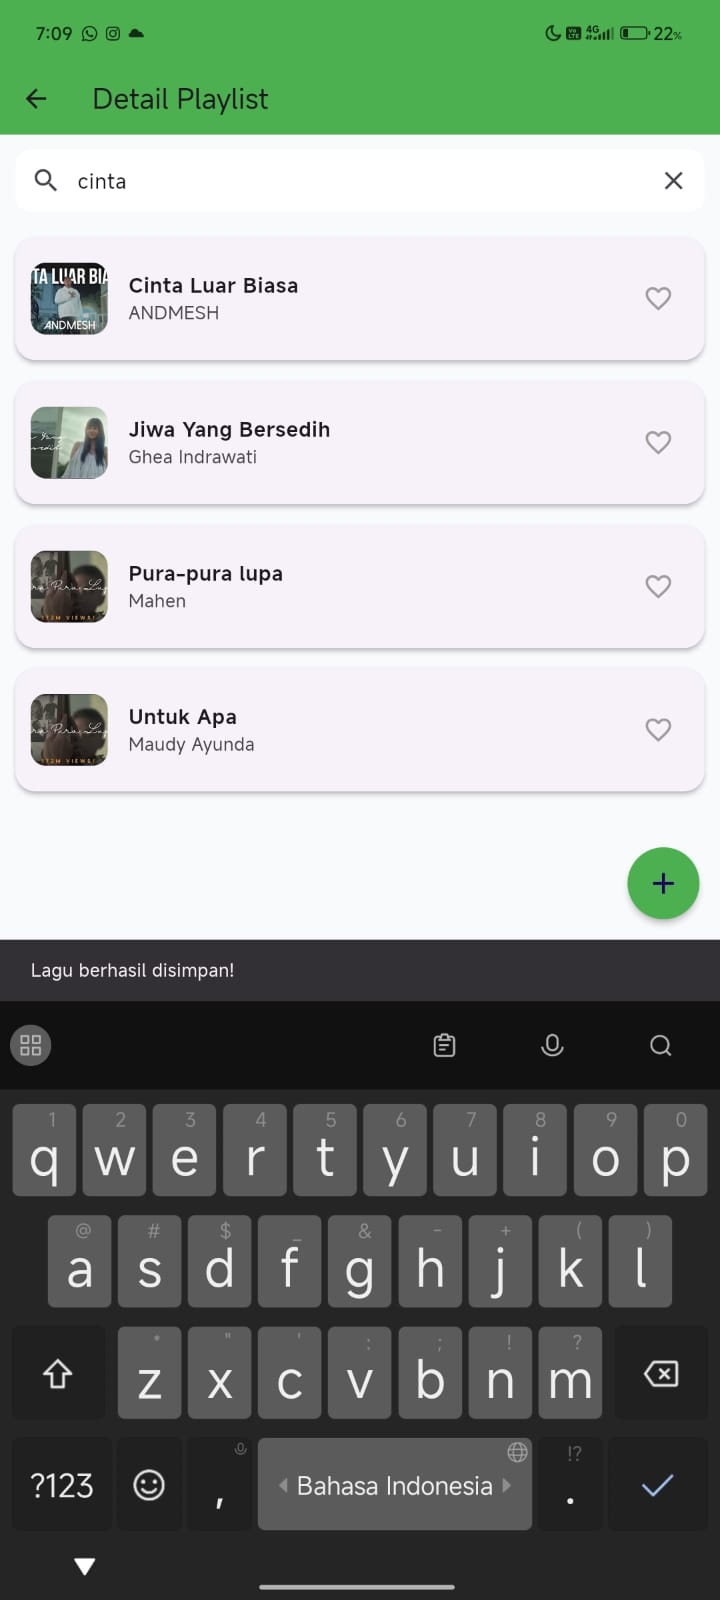 7:09 4G 22%
Detail Playlist
cinta
TA LUAR BIA
ANDMESH
Cinta Luar Biasa
ANDMESH
Jiwa Yang Bersedih
Ghea Indrawati
Pura-pura lupa
Mahen
Untuk Apa
Maudy Ayunda
+
Lagu berhasil disimpan!
1 2 3 4 5 6 7 8 9 0
q w e r t y u i o p
@ # $ _ & - + ( )
a s d f g h j k l
* " ' : ; ! ?
z x c v b n m
!?
?123 , Bahasa Indonesia .